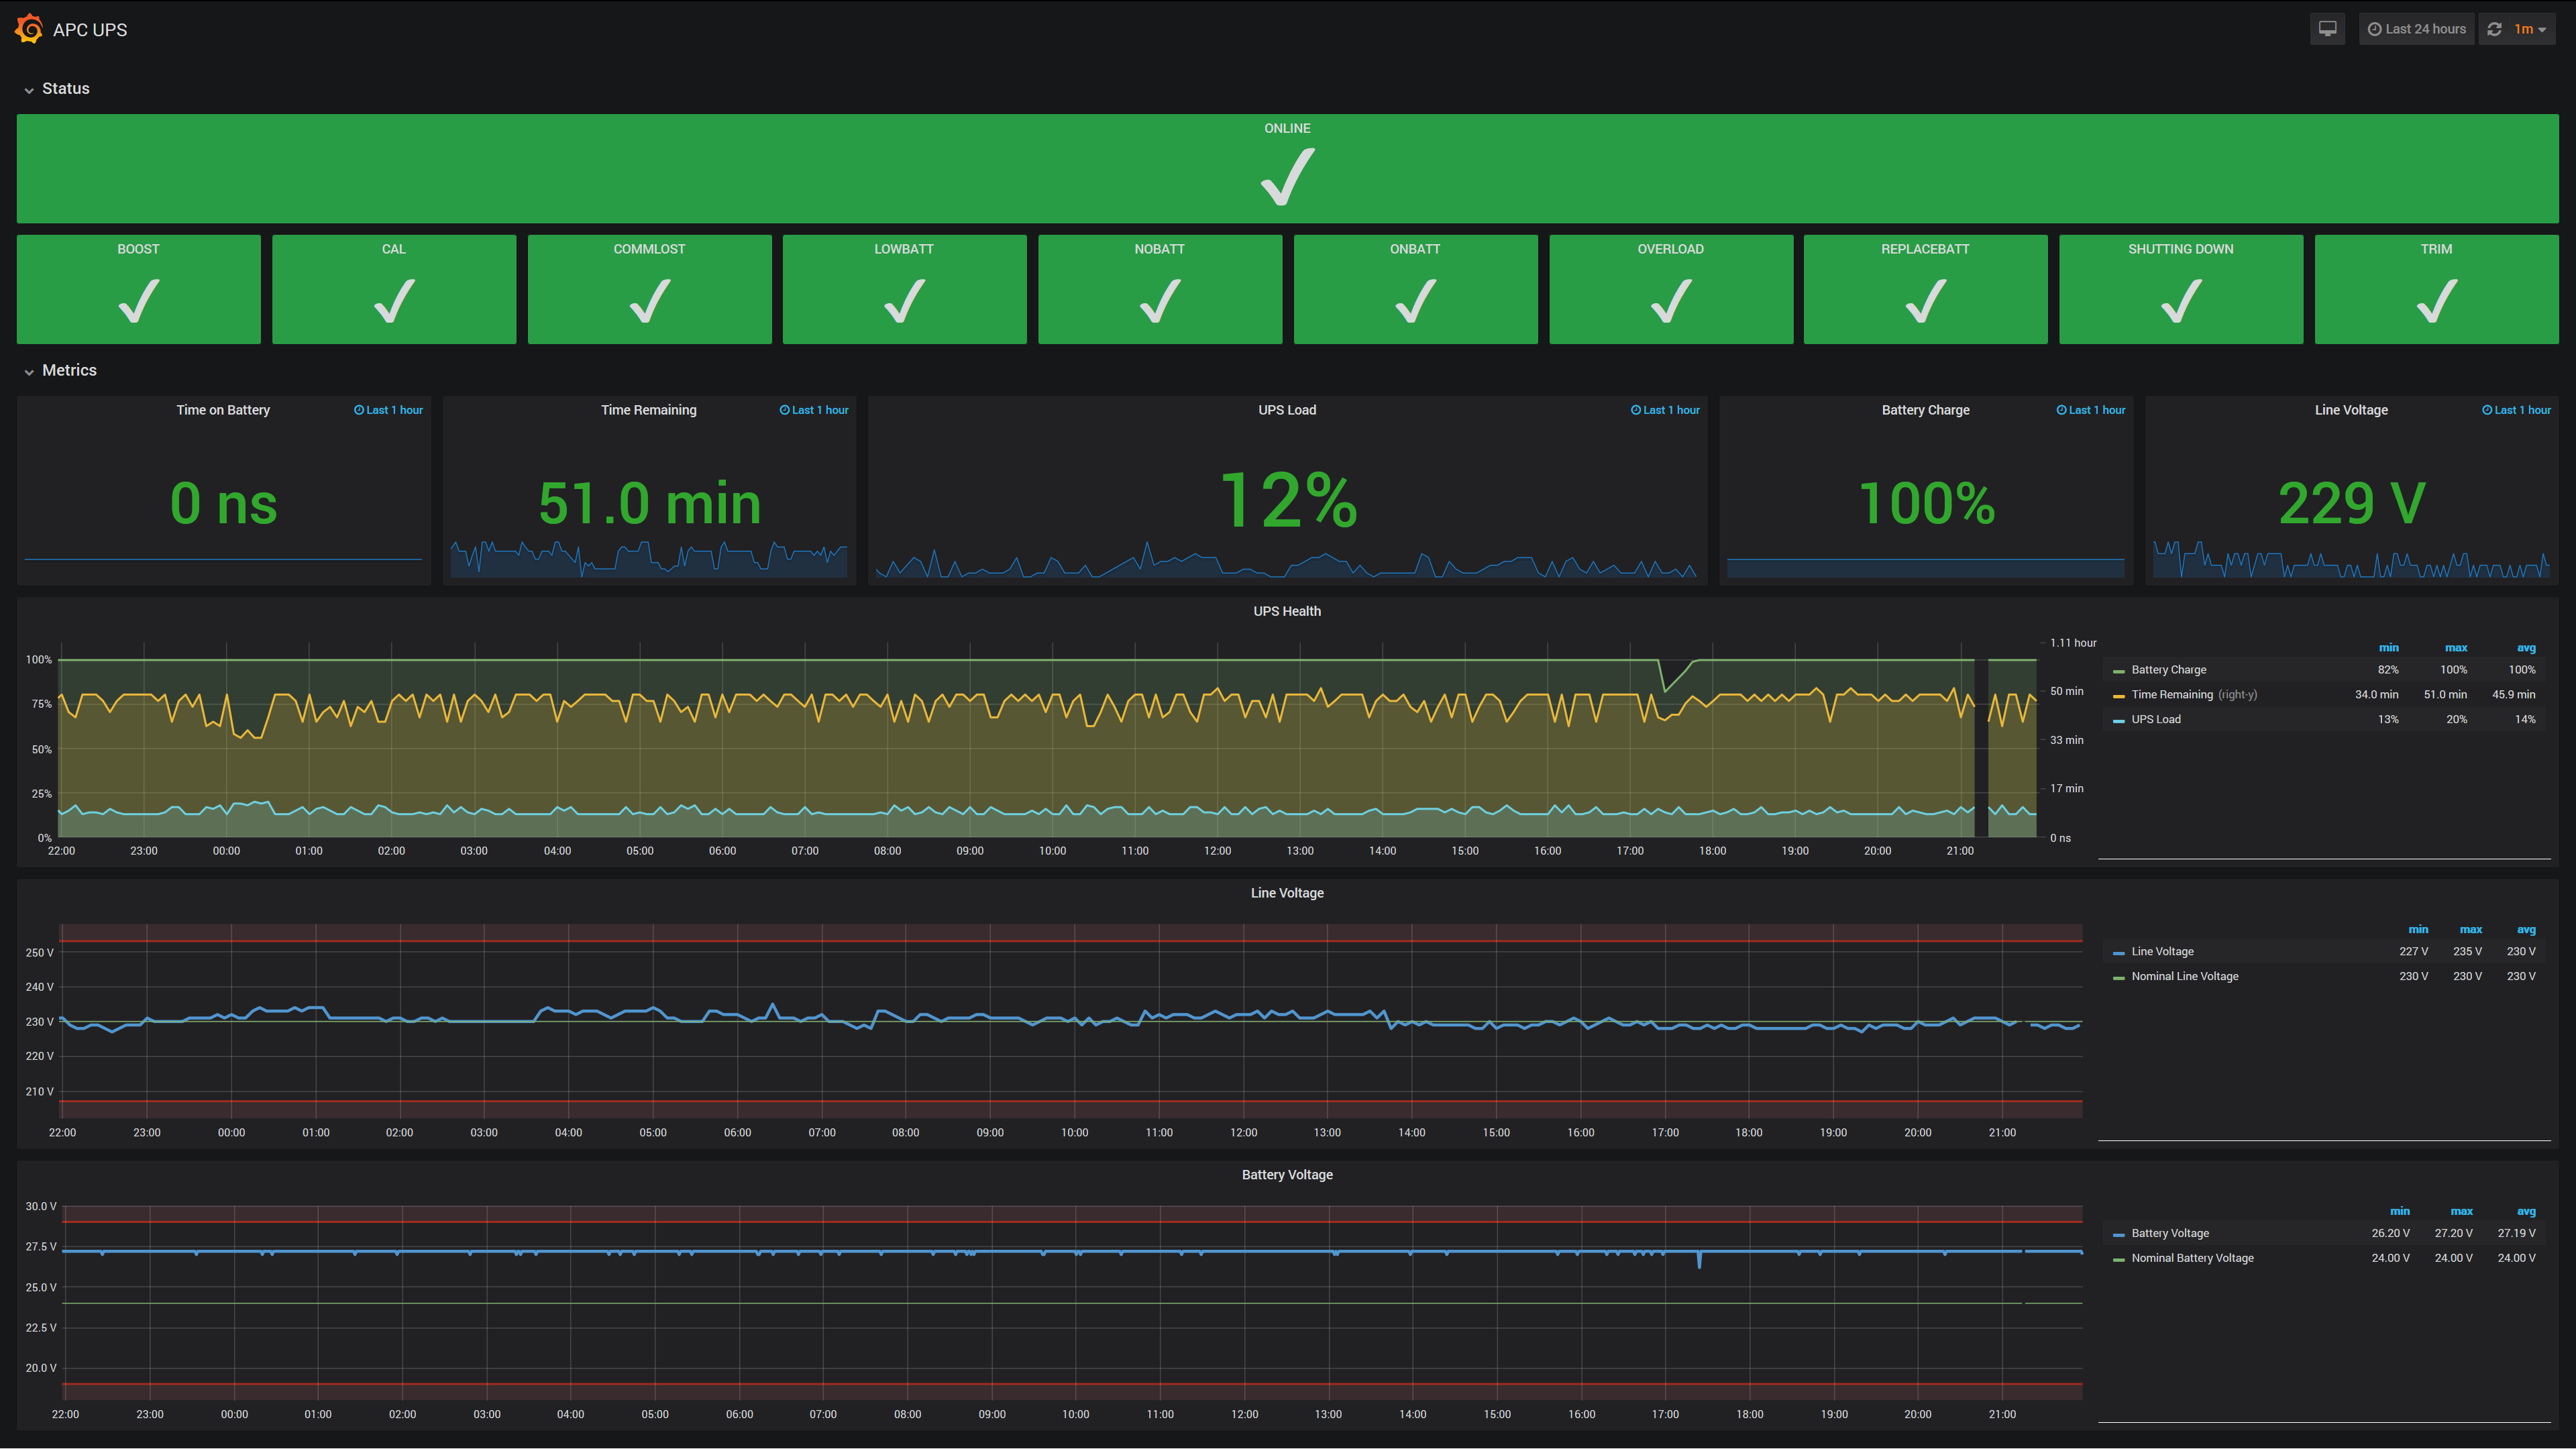 APC UPS
Last 24 hours 1m
Status
ONLINE
BOOST CAL COMMLOST LOWBATT NOBATT ONBATT OVERLOAD REPLACEBATT SHUTTING DOWN TRIM
Metrics
Time on Battery Last 1 hour Time Remaining Last 1 hour UPS Load Last 1 hour Battery Charge Last 1 hour Line Voltage Last 1 hour
0 ns 51.0 min 12% 100% 229 V
UPS Health
1.11 hour
min max avg
100%
Battery Charge 82% 100% 100%
50 min
Time Remaining (right-y) 34.0 min 51.0 min 45.9 min
75%
UPS Load 13% 20% 14%
33 min
50%
17 min
25%
0% 0 ns
22:00 23:00 00:00 01:00 02:00 03:00 04:00 05:00 06:00 07:00 08:00 09:00 10:00 11:00 12:00 13:00 14:00 15:00 16:00 17:00 18:00 19:00 20:00 21:00
Line Voltage
min max avg
250 V
Line Voltage 227 V 235 V 230 V
Nominal Line Voltage 230 V 230 V 230 V
240 V
230 V
220 V
210 V
22:00 23:00 00:00 01:00 02:00 03:00 04:00 05:00 06:00 07:00 08:00 09:00 10:00 11:00 12:00 13:00 14:00 15:00 16:00 17:00 18:00 19:00 20:00 21:00
Battery Voltage
30.0 V
min max avg
Battery Voltage 26.20 V 27.20 V 27.19 V
27.5 V
Nominal Battery Voltage 24.00 V 24.00 V 24.00 V
25.0 V
22.5 V
20.0 V
22:00 23:00 00:00 01:00 02:00 03:00 04:00 05:00 06:00 07:00 08:00 09:00 10:00 11:00 12:00 13:00 14:00 15:00 16:00 17:00 18:00 19:00 20:00 21:00